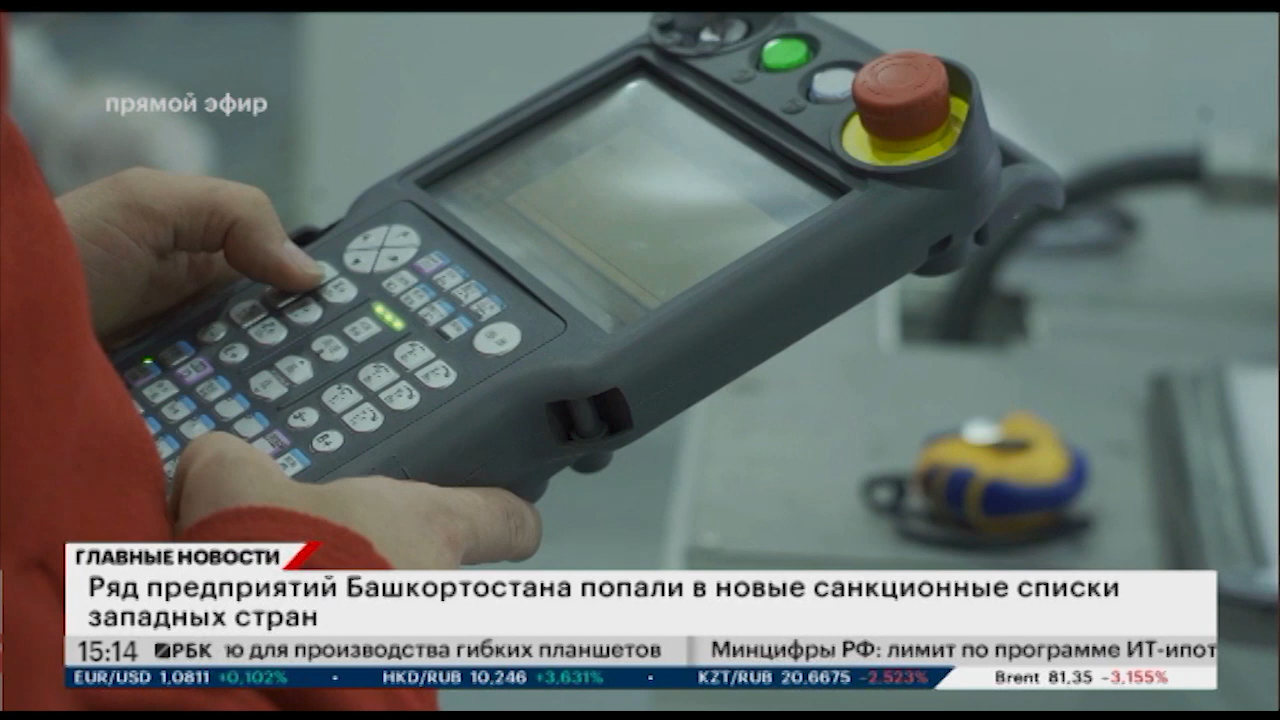 прямой эфир
ГЛАВНЫЕ НОВОСТИ
Ряд предприятий Башкортостана попали в новые санкционные списки
западных стран
15:14 РБК ю для производства гибких планшетов Минцифры РФ: лимит по программе ИТ-ипот
EUR/USD 1,0811 +0,102% · HKD/RUB 10,246 +3,631% · KZT/RUB 20,6675 -2,523% Brent 81,35 -3,155%